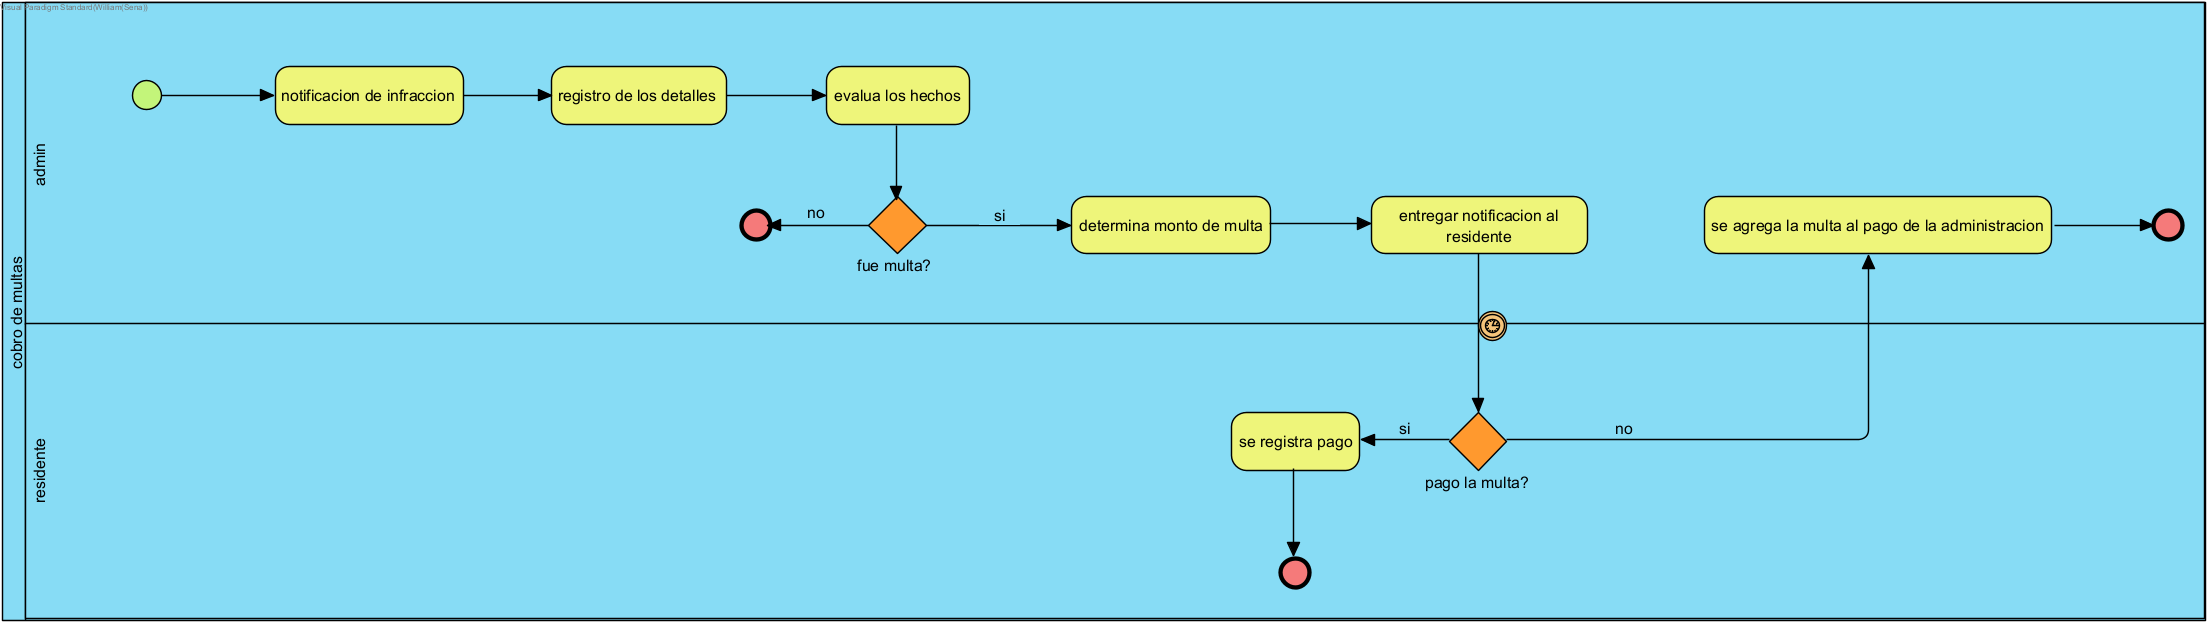 Visual Paradigm Standard(William(Sena))
cobro de multas
admin
notificacion de infraccion
registro de los detalles
evalua los hechos
no
si
fue multa?
determina monto de multa
entregar notificacion al
residente
se agrega la multa al pago de la administracion
residente
se registra pago
si
no
pago la multa?